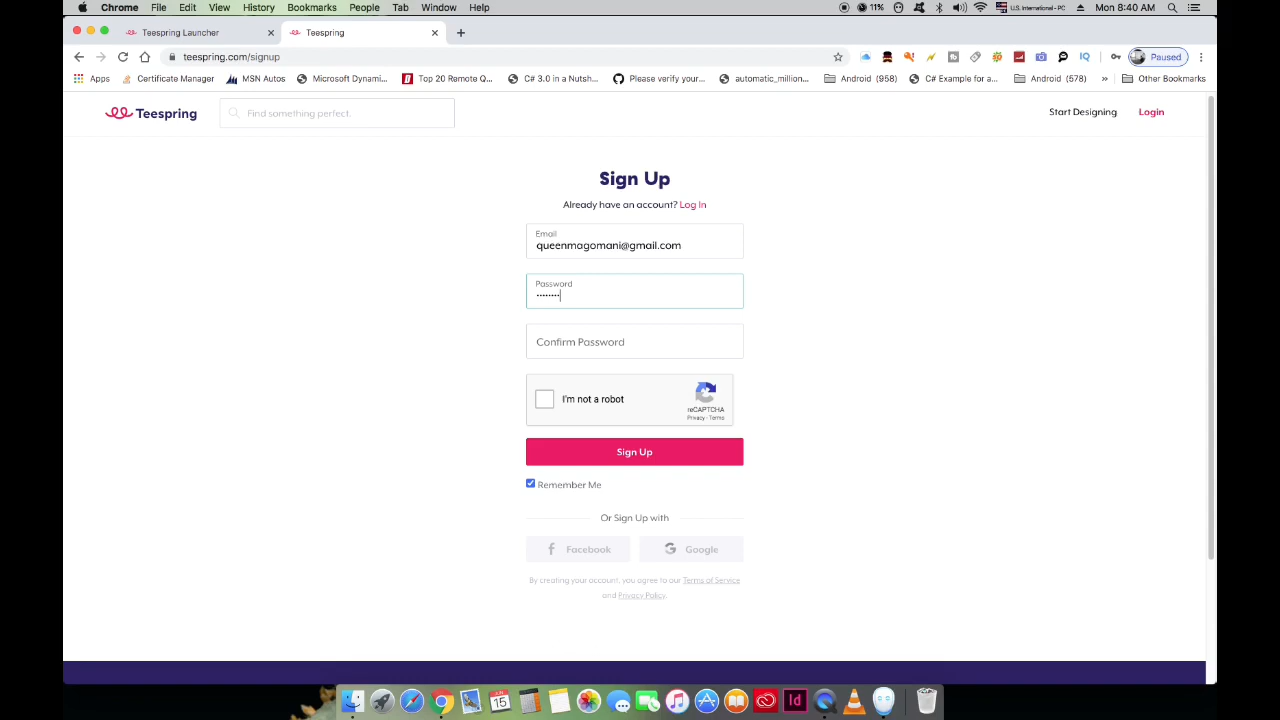 Chrome File Edit View History Bookmarks People Tab Window Help 11% U.S. International - PC Mon 8:40 AM
Teespring Launcher Teespring
teespring.com/signup Paused
Apps Certificate Manager MSN Autos Microsoft Dynami... Top 20 Remote Q... C# 3.0 in a Nutsh... Please verify your... automatic_million... Android (958) C# Example for a... Android (578) » Other Bookmarks
Teespring Find something perfect. Start Designing Login
Sign Up
Already have an account? Log In
Email
queenmagomani@gmail.com
Password
••••••••
Confirm Password
I'm not a robot
reCAPTCHA
Privacy - Terms
Sign Up
Remember Me
Or Sign Up with
Facebook Google
By creating your account, you agree to our Terms of Service
and Privacy Policy.
15
Id